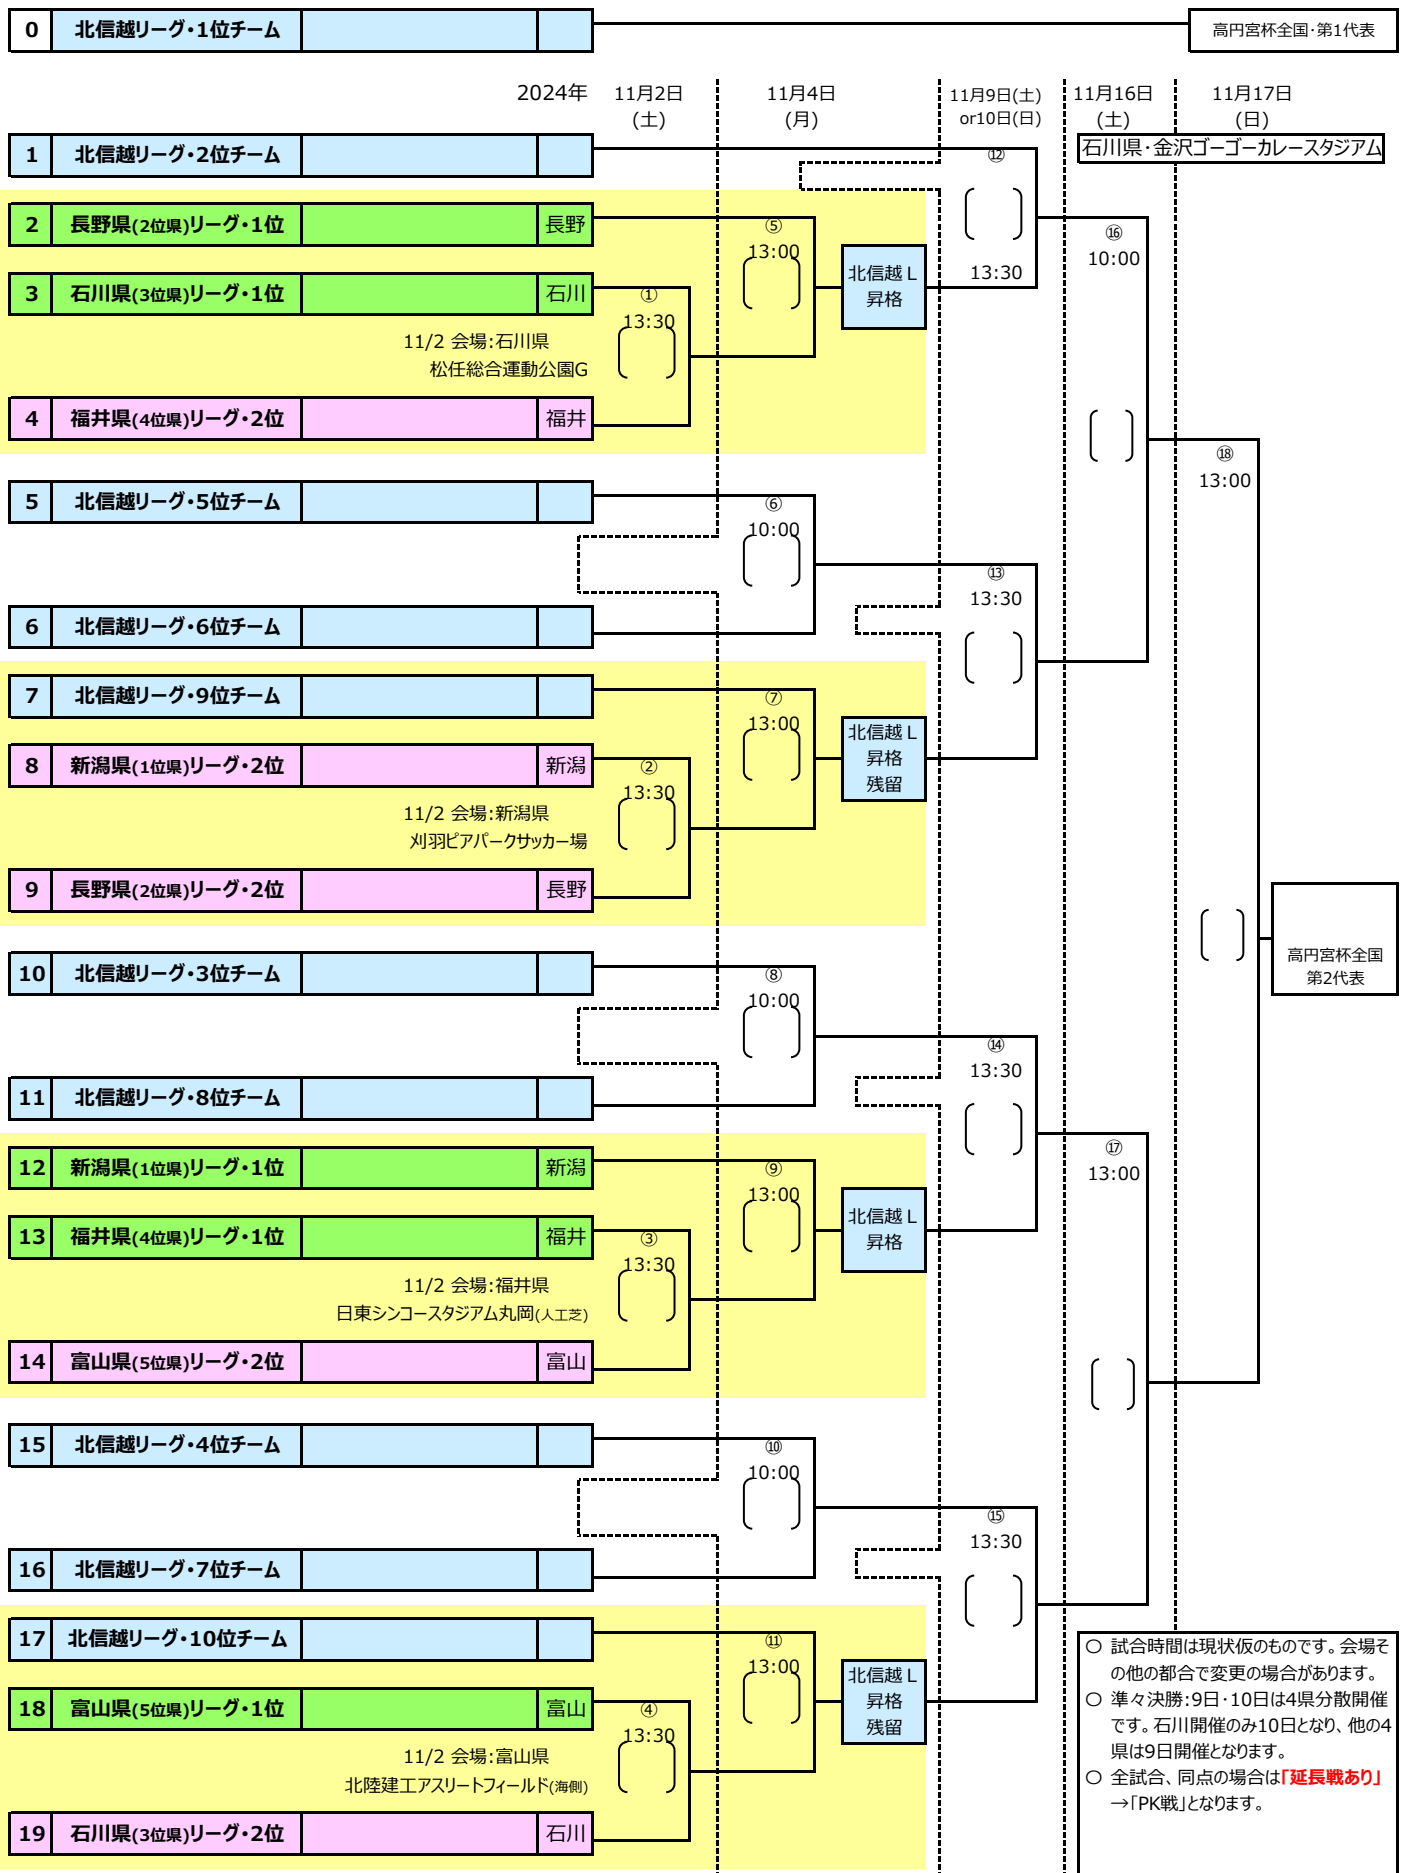 0 北信越リーグ・1位チーム 高円宮杯全国・第1代表
2024年 11月2日 11月4日 11月9日(土) 11月16日 11月17日
(土) (月) or10日(日) (土) (日)
1 北信越リーグ・2位チーム ⑫ 石川県・金沢ゴーゴーカレースタジアム
2 長野県(2位県)リーグ・1位 長野 ⑤ ⑯
13:00 10:00
3 石川県(3位県)リーグ・1位 石川 ① 北信越L 13:30
昇格
13:30
11/2 会場:石川県
松任総合運動公園G
4 福井県(4位県)リーグ・2位 福井
⑱
13:00
5 北信越リーグ・5位チーム ⑥
10:00
⑬
13:30
6 北信越リーグ・6位チーム
7 北信越リーグ・9位チーム ⑦
13:00 北信越L
8 新潟県(1位県)リーグ・2位 新潟 ② 昇格
残留
13:30
11/2 会場:新潟県
刈羽ピアパークサッカー場
9 長野県(2位県)リーグ・2位 長野
高円宮杯全国
第2代表
10 北信越リーグ・3位チーム ⑧
10:00
⑭
13:30
11 北信越リーグ・8位チーム
12 新潟県(1位県)リーグ・1位 新潟 ⑨ ⑰
13:00 13:00
13 福井県(4位県)リーグ・1位 福井 ③ 北信越L
昇格
13:30
11/2 会場:福井県
日東シンコースタジアム丸岡(人工芝)
14 富山県(5位県)リーグ・2位 富山
15 北信越リーグ・4位チーム ⑩
10:00
⑮
13:30
16 北信越リーグ・7位チーム
17 北信越リーグ・10位チーム ⑪
13:00 北信越L
18 富山県(5位県)リーグ・1位 富山 ④ 昇格
残留
13:30
11/2 会場:富山県
北陸建工アスリートフィールド(海側)
19 石川県(3位県)リーグ・2位 石川
○ 試合時間は現状仮のものです。会場そ
の他の都合で変更の場合があります。
○ 準々決勝:9日・10日は4県分散開催
です。石川開催のみ10日となり、他の4
県は9日開催となります。
○ 全試合、同点の場合は「延長戦あり」
→「PK戦」となります。